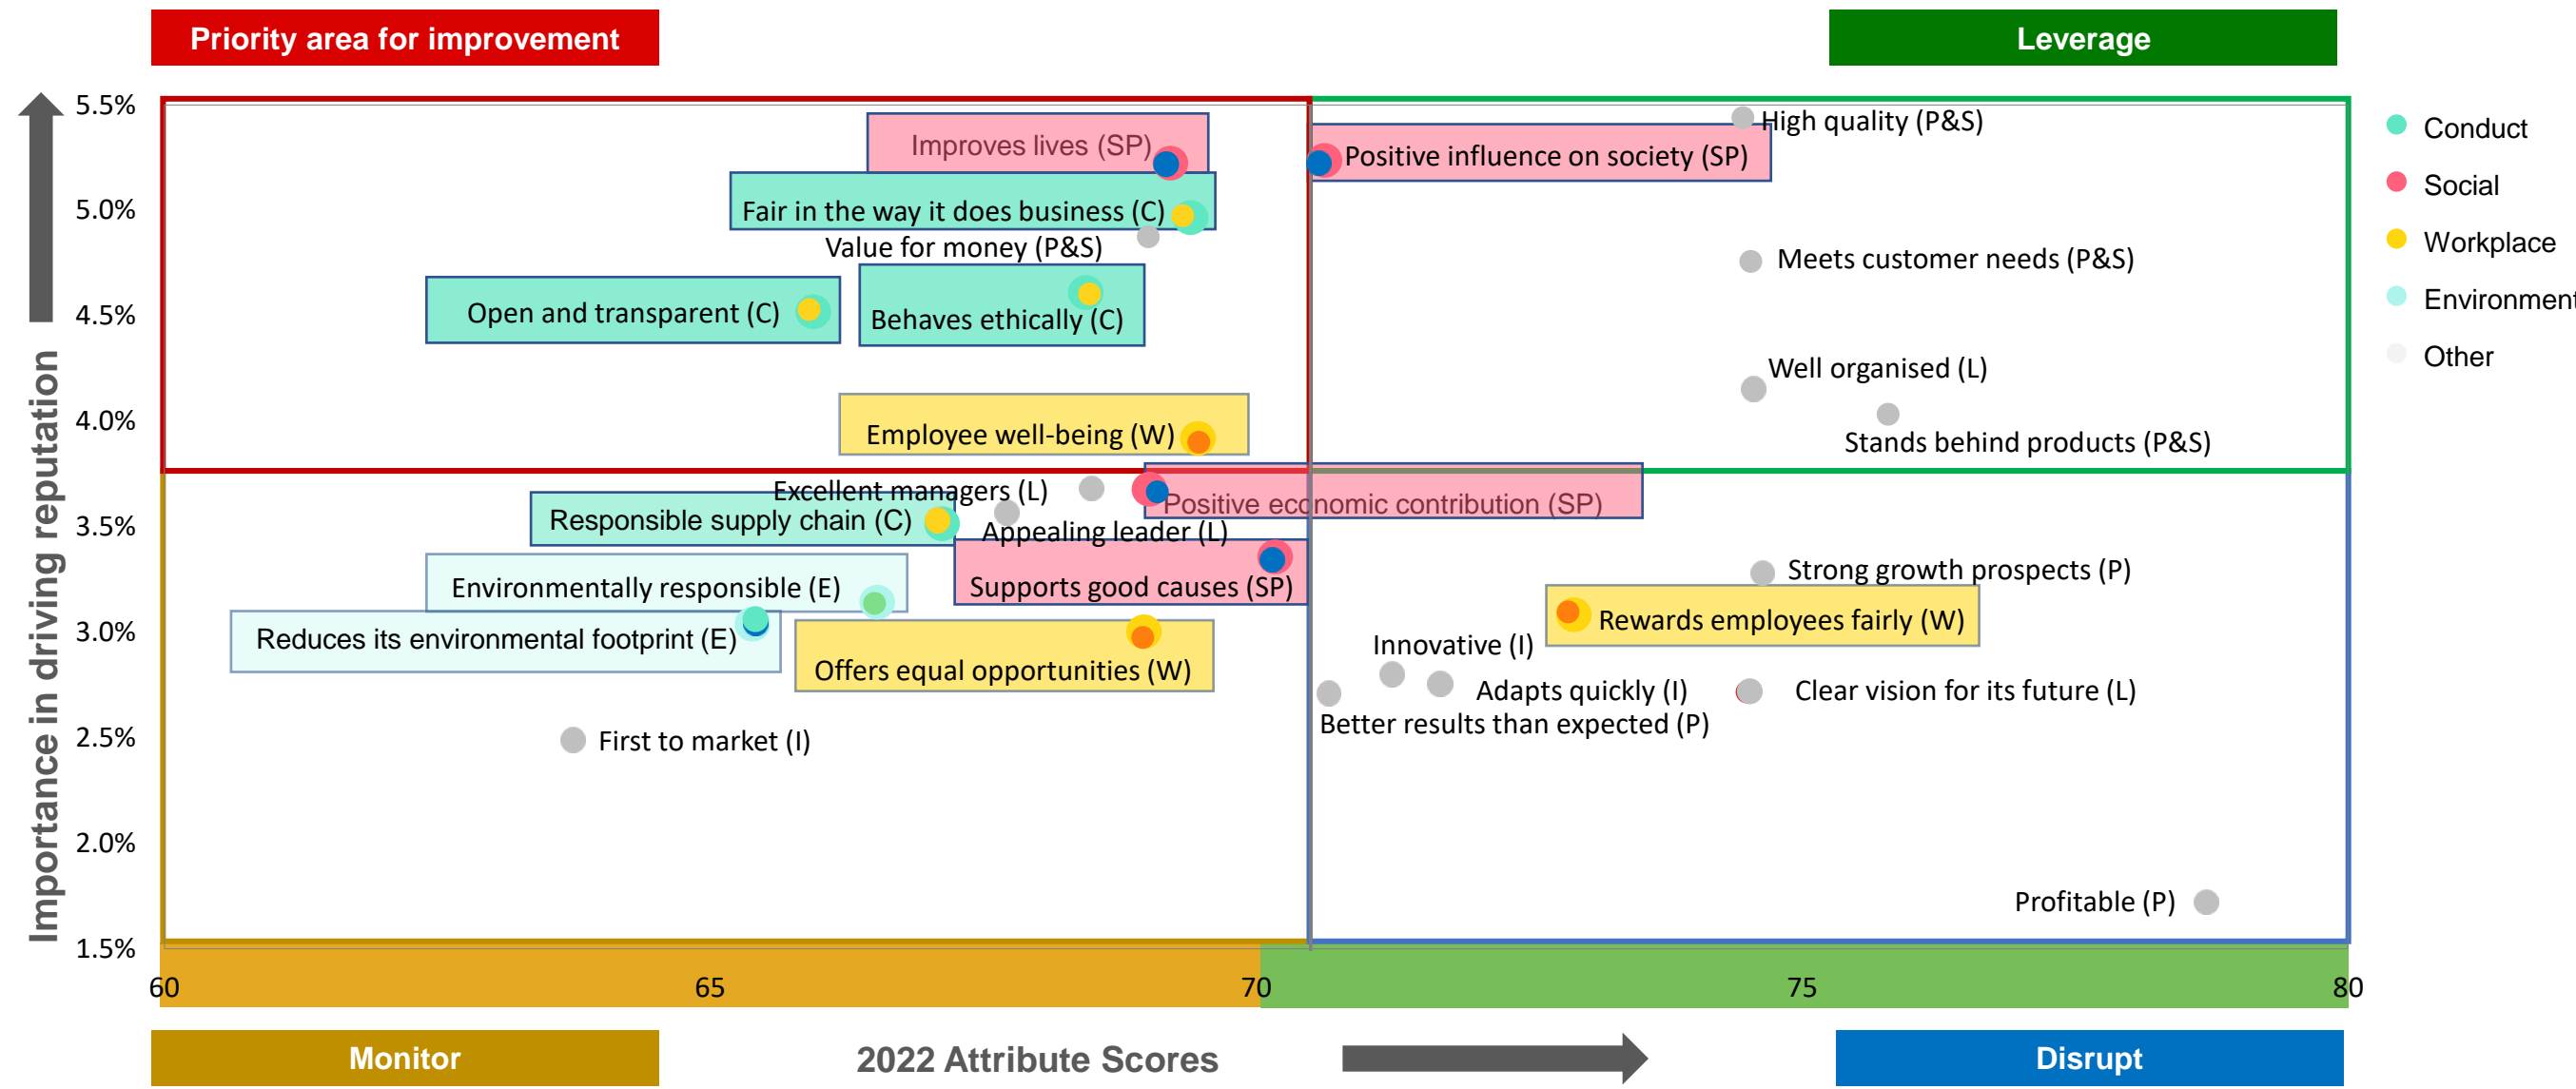 Priority area for improvement
Leverage
5.5%
5.0%
4.5%
4.0%
3.5%
3.0%
2.5%
2.0%
1.5%
Importance in driving reputation
High quality (P&S)
Improves lives (SP)
Positive influence on society (SP)
Fair in the way it does business (C)
Value for money (P&S)
Meets customer needs (P&S)
Open and transparent (C)
Behaves ethically (C)
Well organised (L)
Employee well-being (W)
Stands behind products (P&S)
Excellent managers (L)
Positive economic contribution (SP)
Responsible supply chain (C)
Appealing leader (L)
Environmentally responsible (E)
Supports good causes (SP)
Strong growth prospects (P)
Reduces its environmental footprint (E)
Rewards employees fairly (W)
Innovative (I)
Offers equal opportunities (W)
Adapts quickly (I)
Clear vision for its future (L)
Better results than expected (P)
First to market (I)
Profitable (P)
60
65
70
75
80
Monitor
2022 Attribute Scores
Disrupt
Conduct
Social
Workplace
Environment
Other